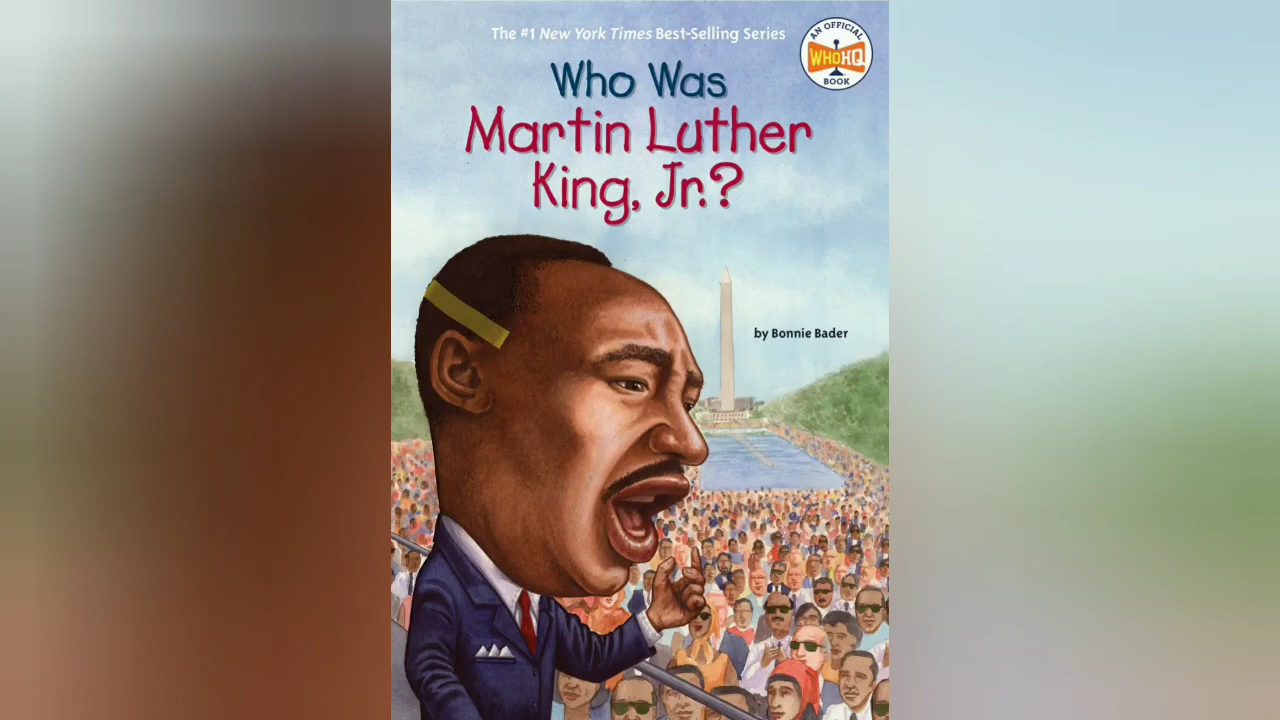 The #1 New York Times Best-Selling Series
AN OFFICIAL
WHOHQ
BOOK
Who Was
Martin Luther
King, Jr.?
by Bonnie Bader